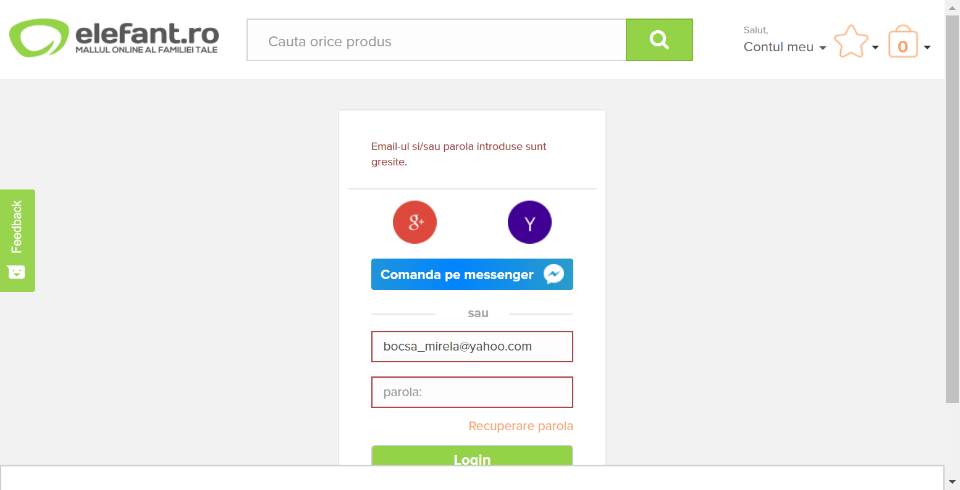 elefant.ro
MALLUL ONLINE AL FAMILIEI TALE
Cauta orice produs
Salut,
Contul meu
0
Email-ul si/sau parola introduse sunt
gresite.
Feedback
g+
Y
Comanda pe messenger
sau
bocsa_mirela@yahoo.com
parola:
Recuperare parola
Login